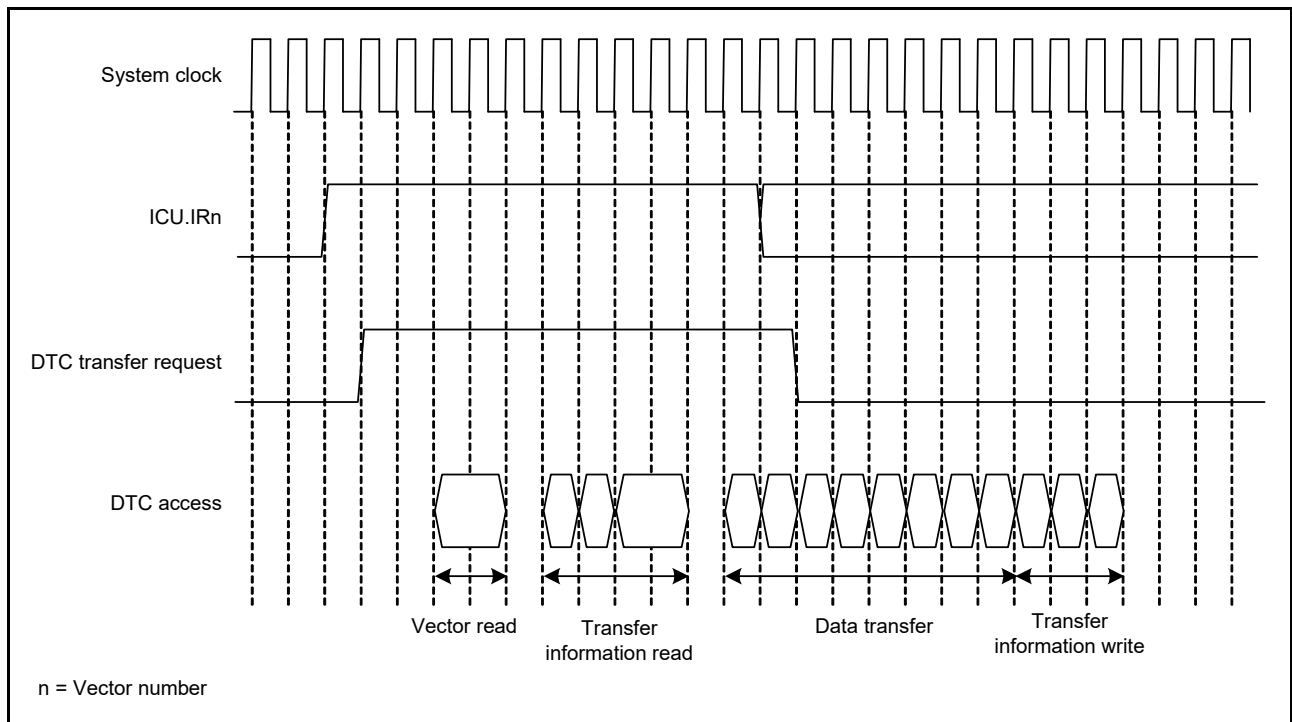 System clock
ICU.IRn
DTC transfer request
DTC access
Vector read
Transfer
information read
Data transfer
Transfer
information write
n = Vector number